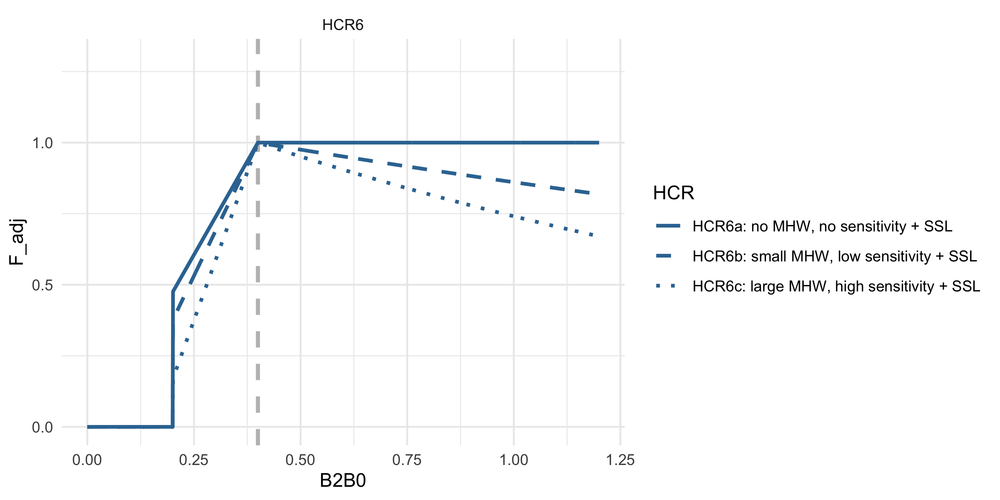 HCR6
1.0
0.5
0.0
F_adj
0.00 0.25 0.50 0.75 1.00 1.25
B2B0
HCR
HCR6a: no MHW, no sensitivity + SSL
HCR6b: small MHW, low sensitivity + SSL
HCR6c: large MHW, high sensitivity + SSL